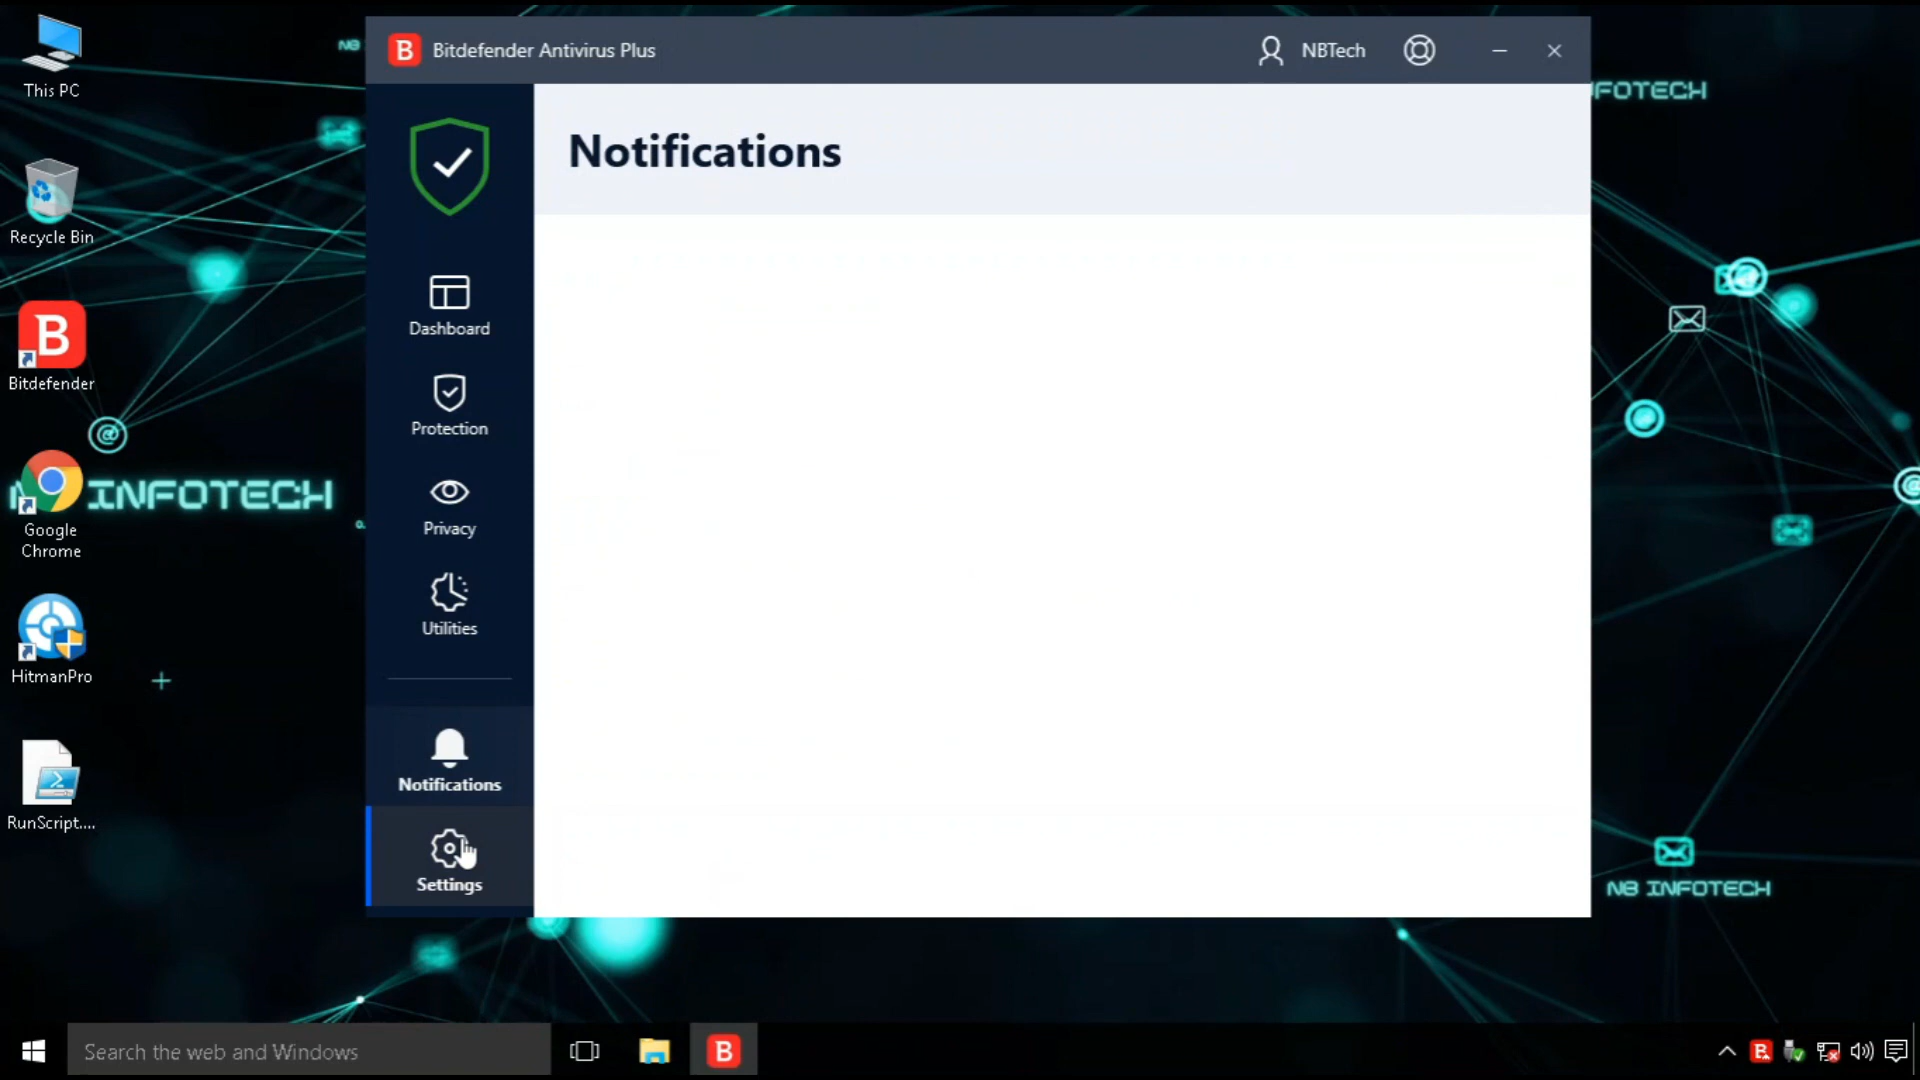 This PC
Recycle Bin
Bitdefender
Google
Chrome
HitmanPro
RunScript....
INFOTECH
NB
B Bitdefender Antivirus Plus
NBTech
Notifications
Dashboard
Protection
Privacy
Utilities
Notifications
Settings
FOTECH
NB INFOTECH
Search the web and Windows
B